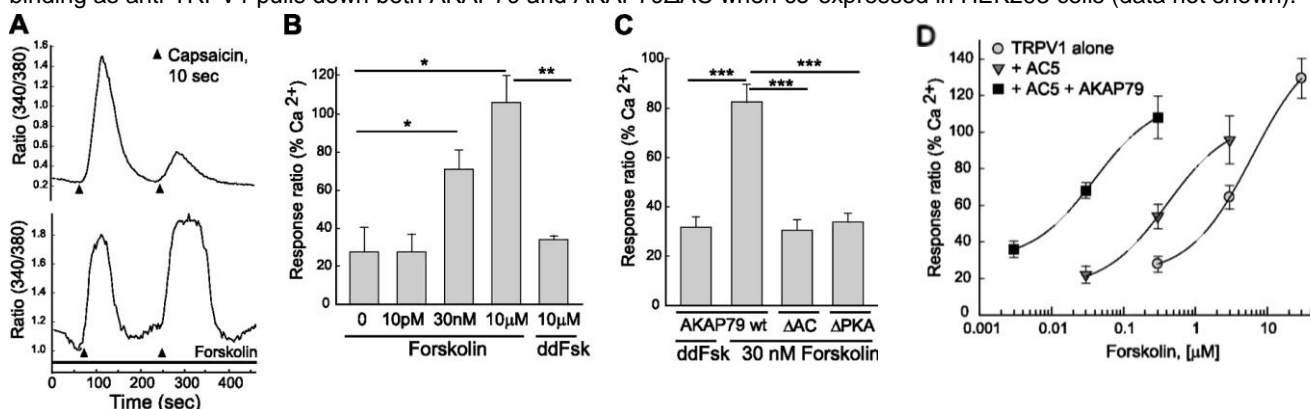 binding as anti-TRPV1 pulls down both AKAP79 and AKAP79ΔAC when co-expressed in HEK293 cells (data not shown).
A
1.6
1.4
1.2
1.0
0.8
0.6
0.4
0.2
Ratio (340/380)
▲ Capsaicin,
10 sec
1.8
1.6
1.4
1.2
1.0
Ratio (340/380)
Forskolin
0 100 200 300 400
Time (sec)
B
120
100
80
60
40
20
0
Response ratio (% Ca 2+)
*
*
**
0 10pM 30nM 10µM 10µM
Forskolin ddFsk
C
100
80
60
40
20
0
Response ratio (% Ca 2+)
***
***
***
AKAP79 wt ΔAC ΔPKA
ddFsk 30 nM Forskolin
D
140
120
100
80
60
40
20
0
Response ratio (% Ca 2+)
TRPV1 alone
+ AC5
+ AC5 + AKAP79
0.001 0.01 0.1 1 10
Forskolin, [µM]